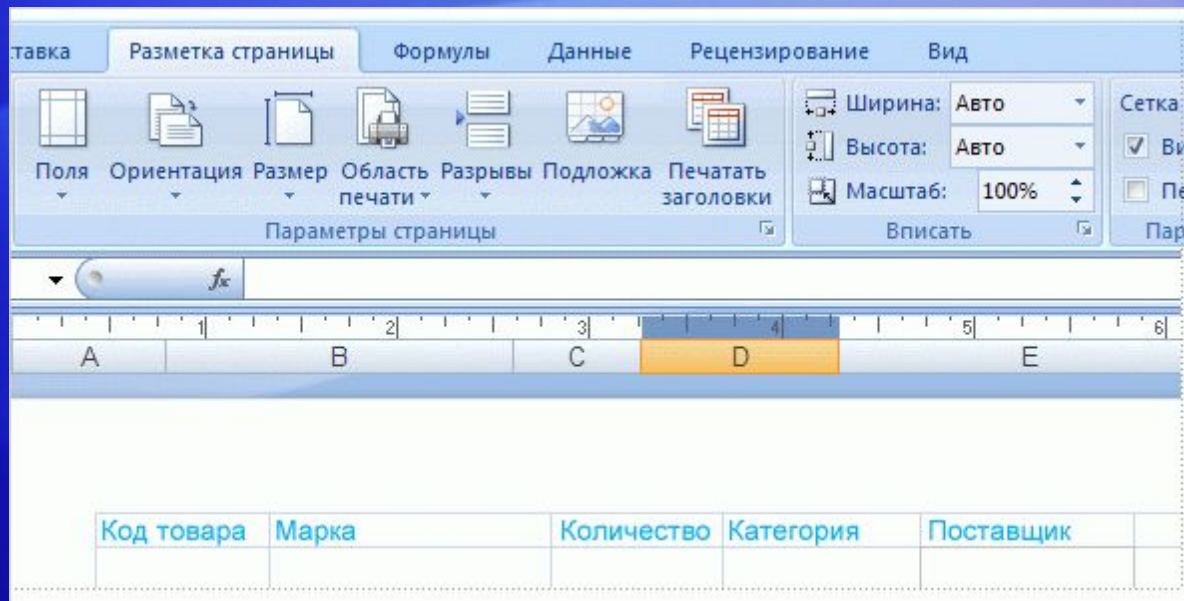 тавка Разметка страницы Формулы Данные Рецензирование Вид
Ширина: Авто Сетка
Высота: Авто Ви
Поля Ориентация Размер Область Разрывы Подложка Печатать
печати заголовки Масштаб: 100% Пе
Параметры страницы Вписать Пар
fx
1 2 3 4 5 6
A B C D E
Код товара Марка Количество Категория Поставщик